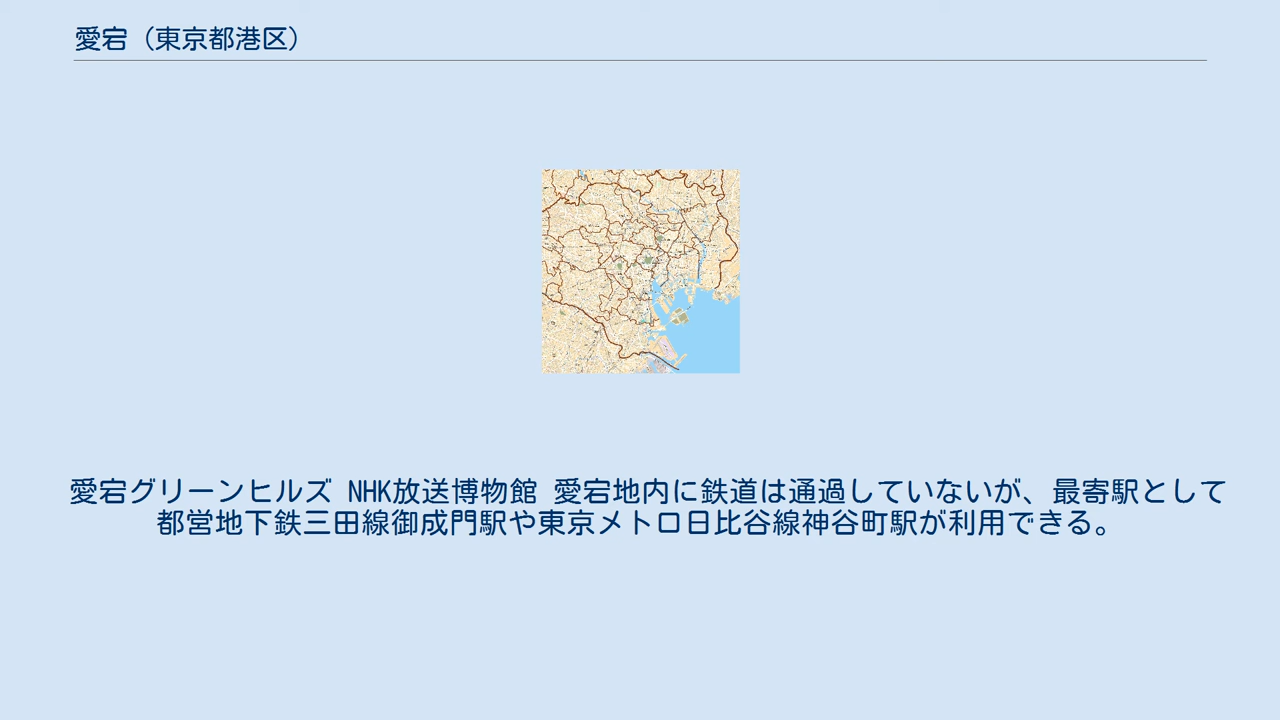 愛宕（東京都港区）
愛宕グリーンヒルズ NHK放送博物館 愛宕地内に鉄道は通過していないが、最寄駅として
都営地下鉄三田線御成門駅や東京メトロ日比谷線神谷町駅が利用できる。